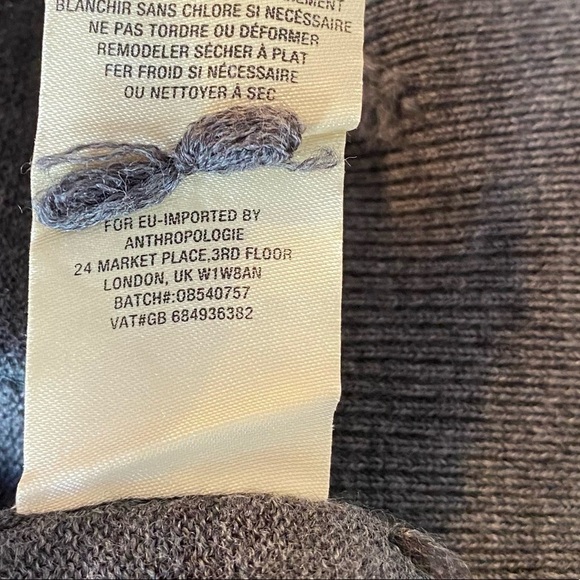 BLANCHIR SANS CHLORE SI NÉCESSAIRE
NE PAS TORDRE OU DÉFORMER
REMODELER SÉCHER À PLAT
FER FROID SI NÉCESSAIRE
OU NETTOYER À SEC
FOR EU-IMPORTED BY
ANTHROPOLOGIE
24 MARKET PLACE,3RD FLOOR
LONDON, UK W1W8AN
BATCH#:OB540757
VAT#GB 684936382